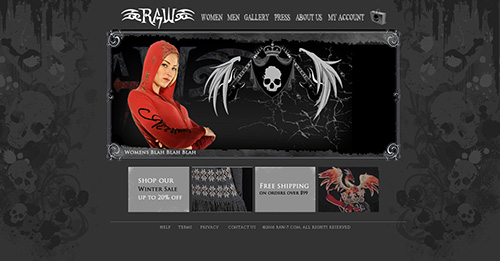 RAW
WOMEN MEN GALLERY PRESS ABOUT US MY ACCOUNT
WOMENS BLAH BLAH BLAH
SHOP OUR
WINTER SALE
UP TO 20% OFF
FREE SHIPPING
ON ORDERS OVER $99
HELP TERMS PRIVACY CONTACT US ©2008 RAW-7.COM. ALL RIGHTS RESERVED